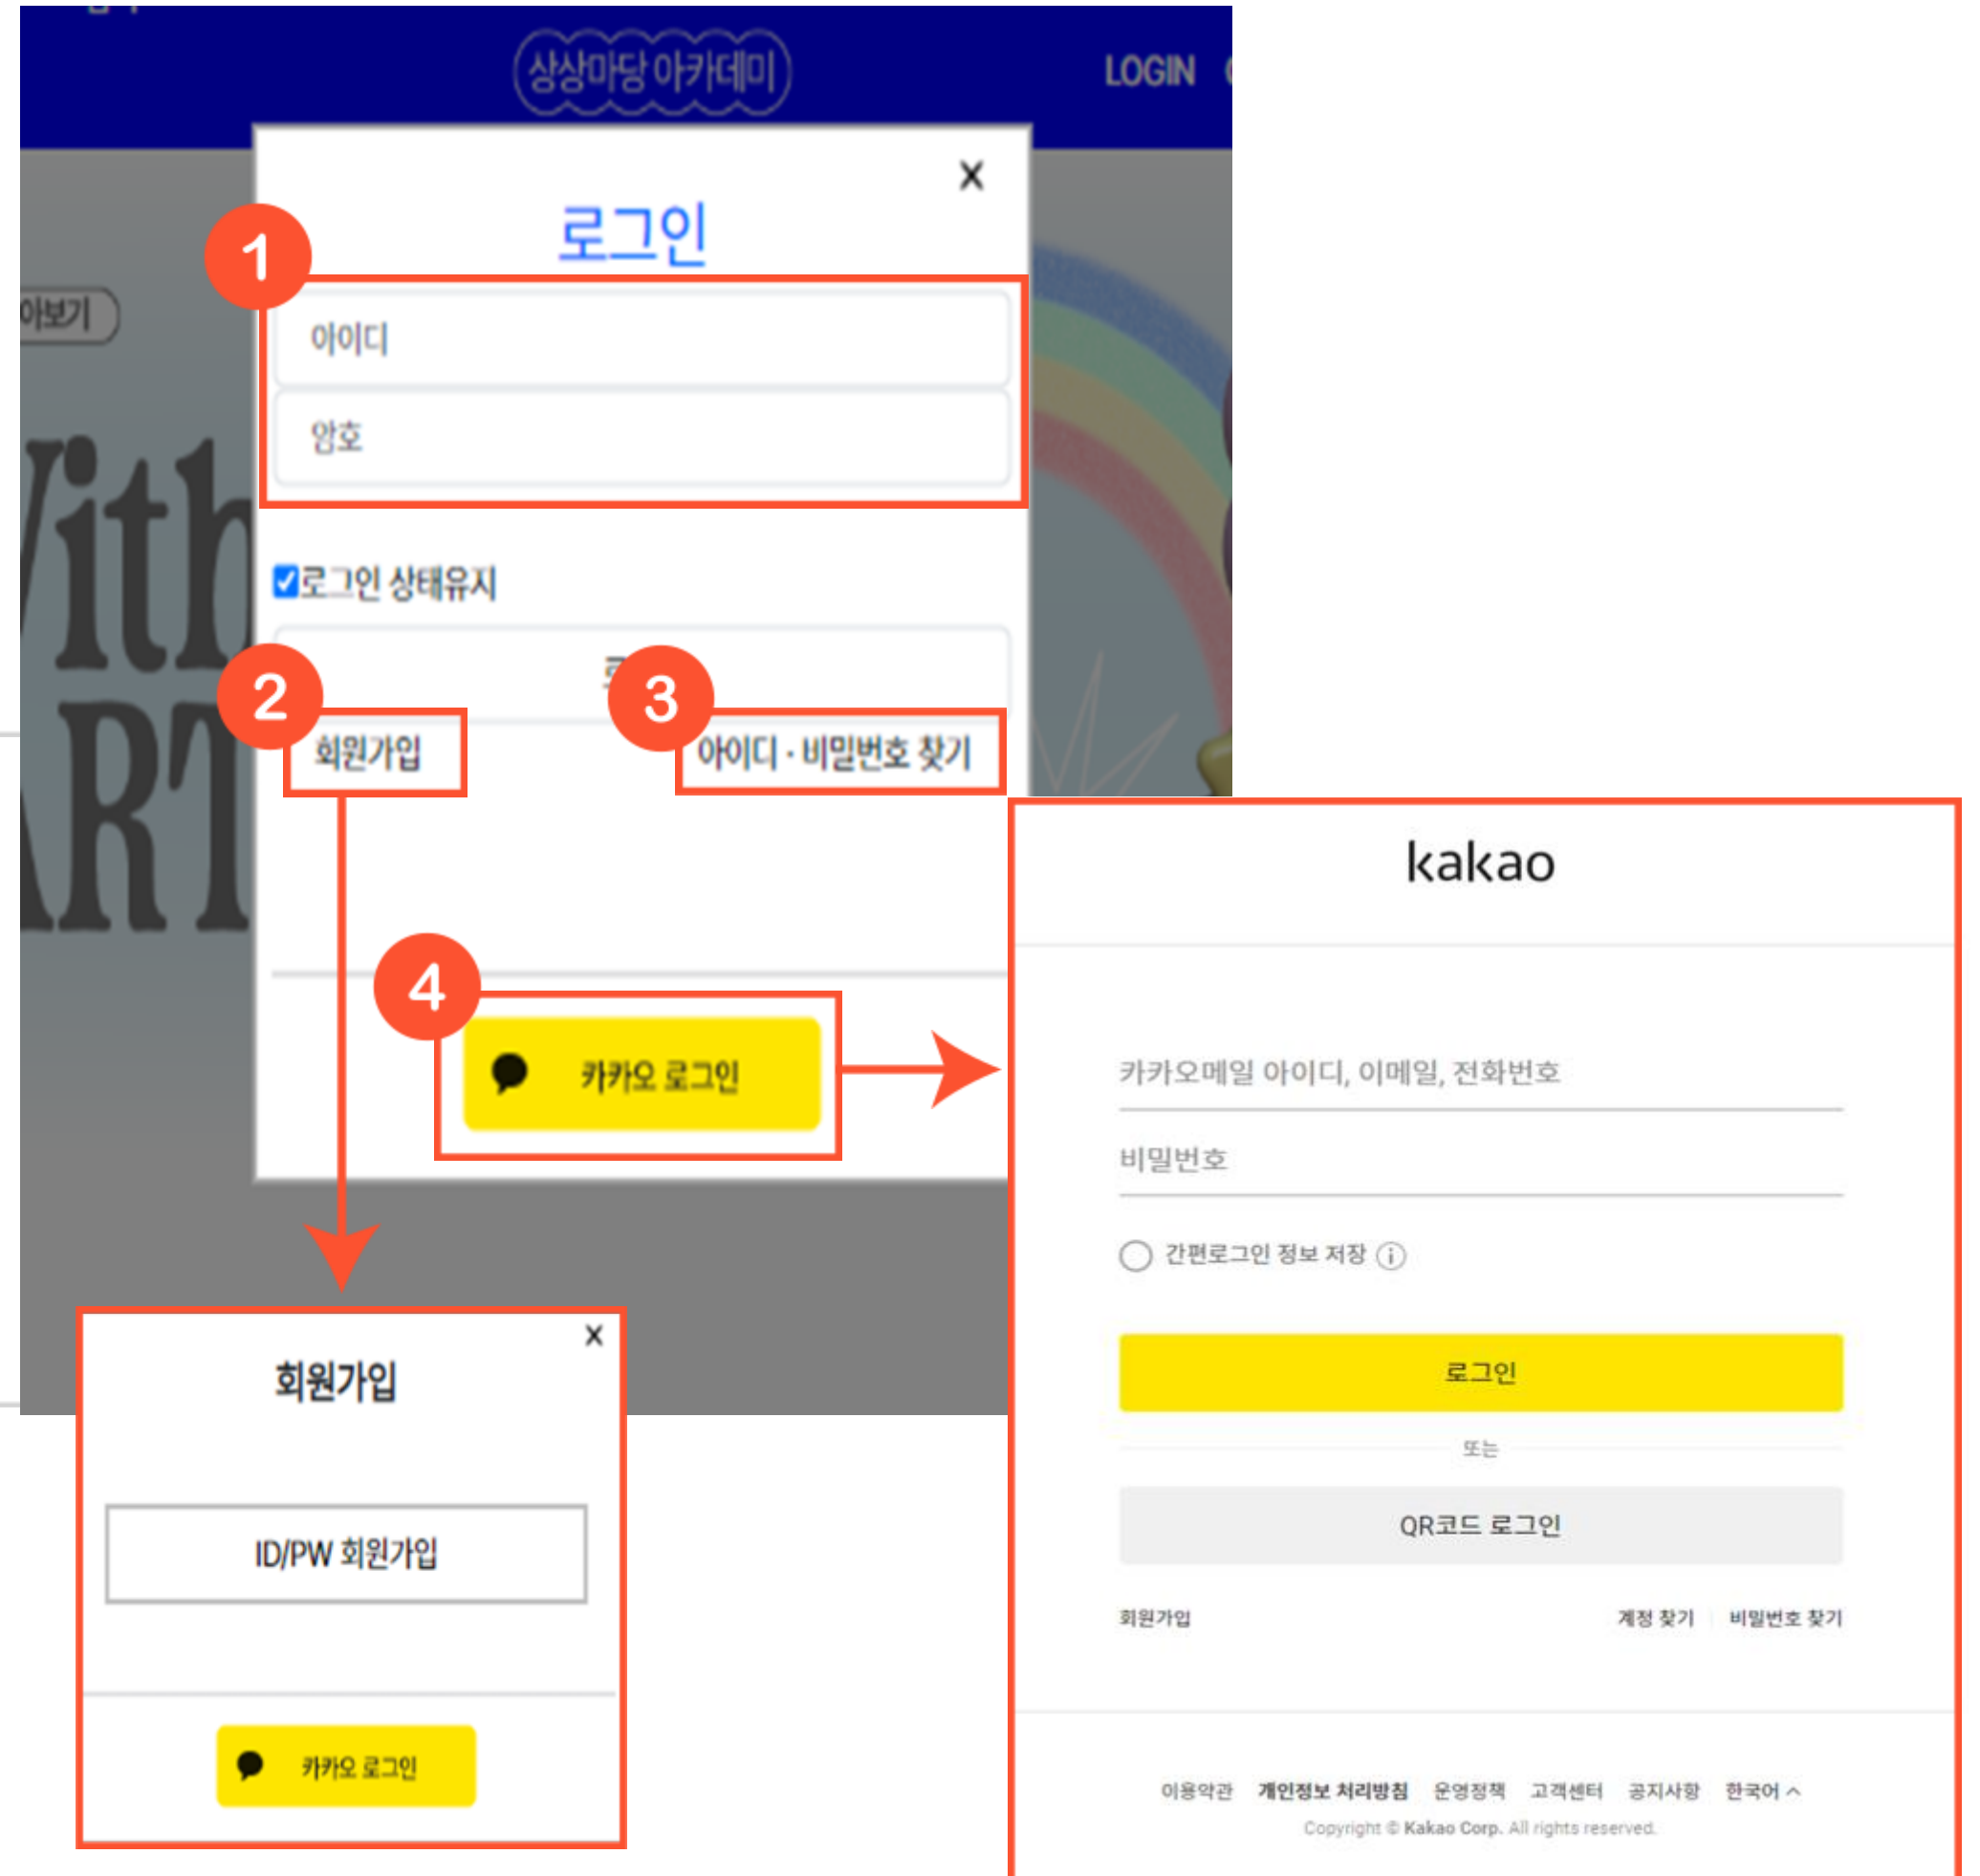 상상마당 아카데미
LOGIN
X
로그인
1
아보기
아이디
암호
With
로그인 상태유지
2
3
회원가입
아이디 · 비밀번호 찾기
ART
kakao
4
카카오 로그인
카카오메일 아이디, 이메일, 전화번호
비밀번호
간편로그인 정보 저장 i
X
회원가입
로그인
또는
ID/PW 회원가입
QR코드 로그인
회원가입 계정 찾기 비밀번호 찾기
카카오 로그인
이용약관 개인정보 처리방침 운영정책 고객센터 공지사항 한국어
Copyright © Kakao Corp. All rights reserved.